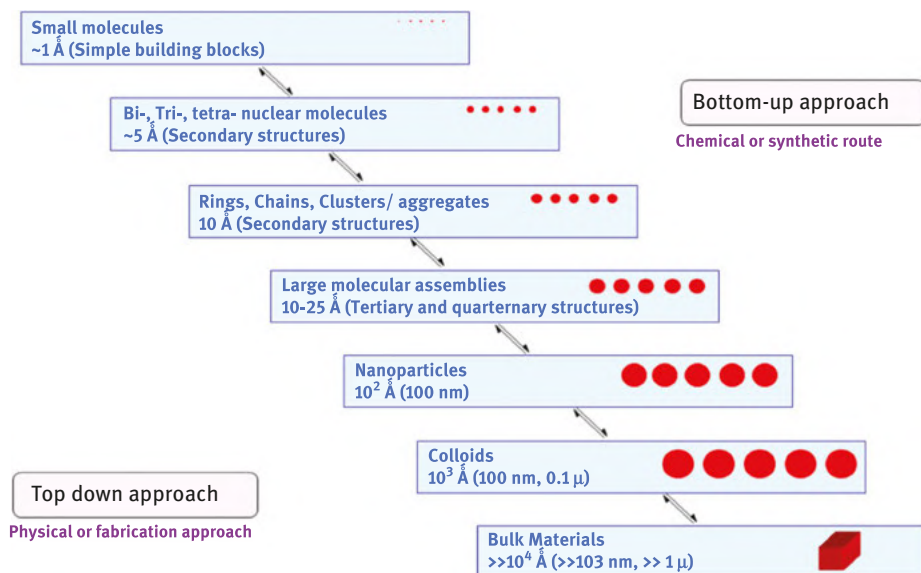 Small molecules
~1 Å (Simple building blocks)
Bi-, Tri-, tetra- nuclear molecules
~5 Å (Secondary structures)
Bottom-up approach
Chemical or synthetic route
Rings, Chains, Clusters/ aggregates
10 Å (Secondary structures)
Large molecular assemblies
10-25 Å (Tertiary and quarternary structures)
Nanoparticles
10² Å (100 nm)
Colloids
10³ Å (100 nm, 0.1 µ)
Top down approach
Physical or fabrication approach
Bulk Materials
>>10⁴ Å (>>103 nm, >> 1 µ)